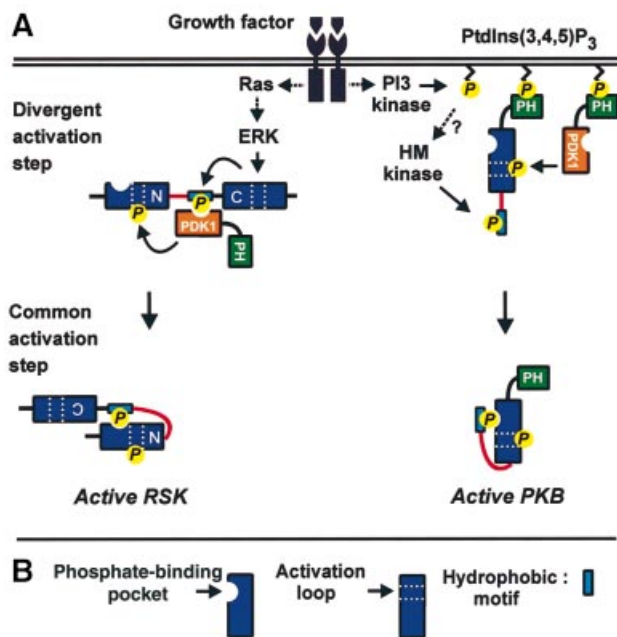 A
Growth factor
PtdIns(3,4,5)P3
Ras
PI3
kinase
P
P
P
PH
PH
Divergent
activation
step
ERK
?
HM
kinase
PDK1
P
N
P
C
P
PDK1
PH
P
Common
activation
step
PH
C
P
N
P
P
P
Active RSK
Active PKB
B
Phosphate-binding
pocket
Activation
loop
Hydrophobic :
motif